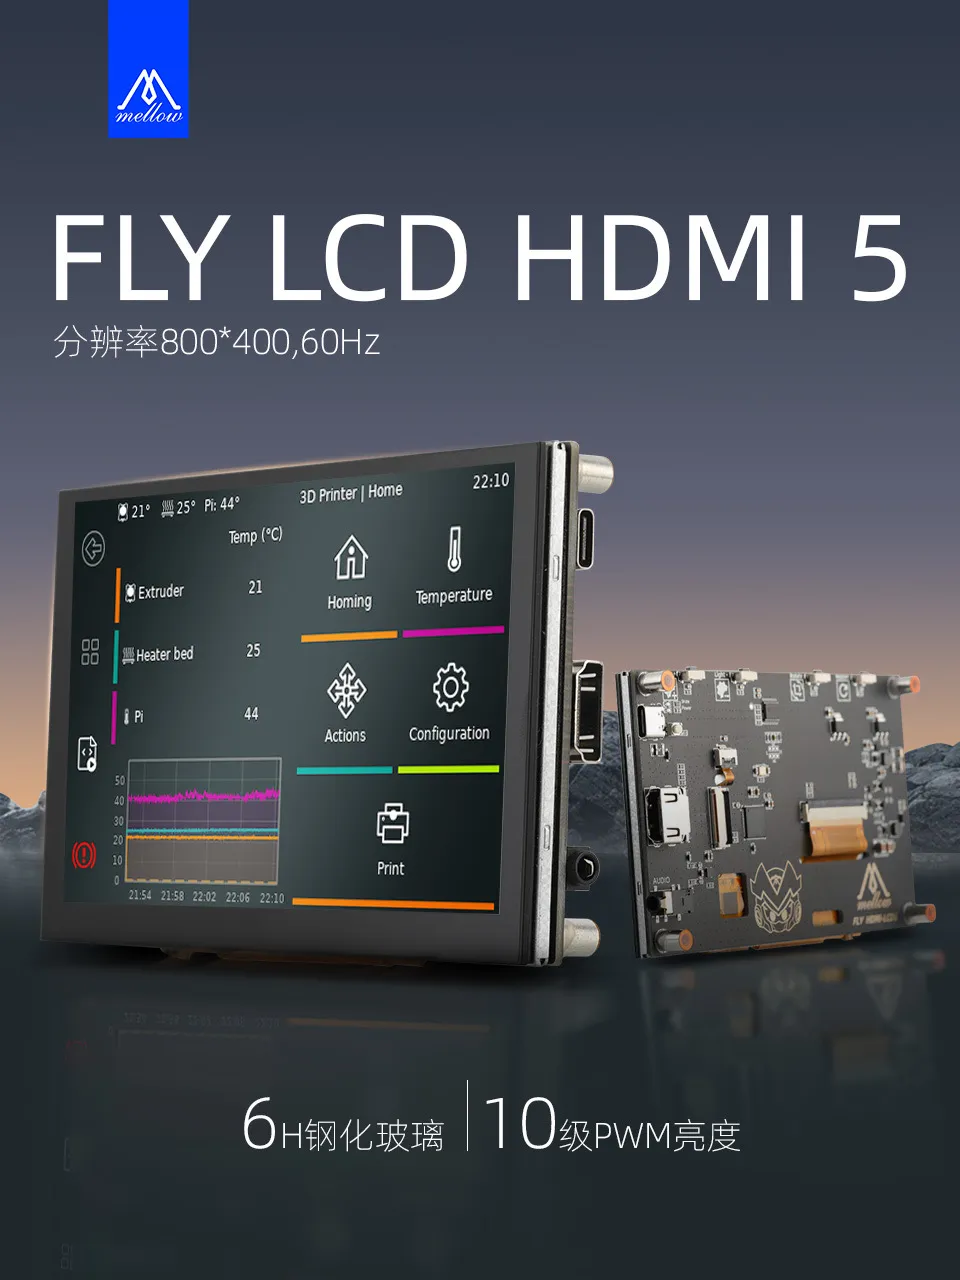 mellow
FLY LCD HDMI 5
分辨率800*400,60Hz
21° 25° Pi: 44° 3D Printer | Home 22:10
Temp (°C)
Extruder 21
Heater bed 25
Pi 44
Homing Temperature
Actions Configuration
Print
50
40
30
20
10
0
21:54 21:58 22:02 22:06 22:10
AUDIO
mellow
6H钢化玻璃
10级PWM亮度